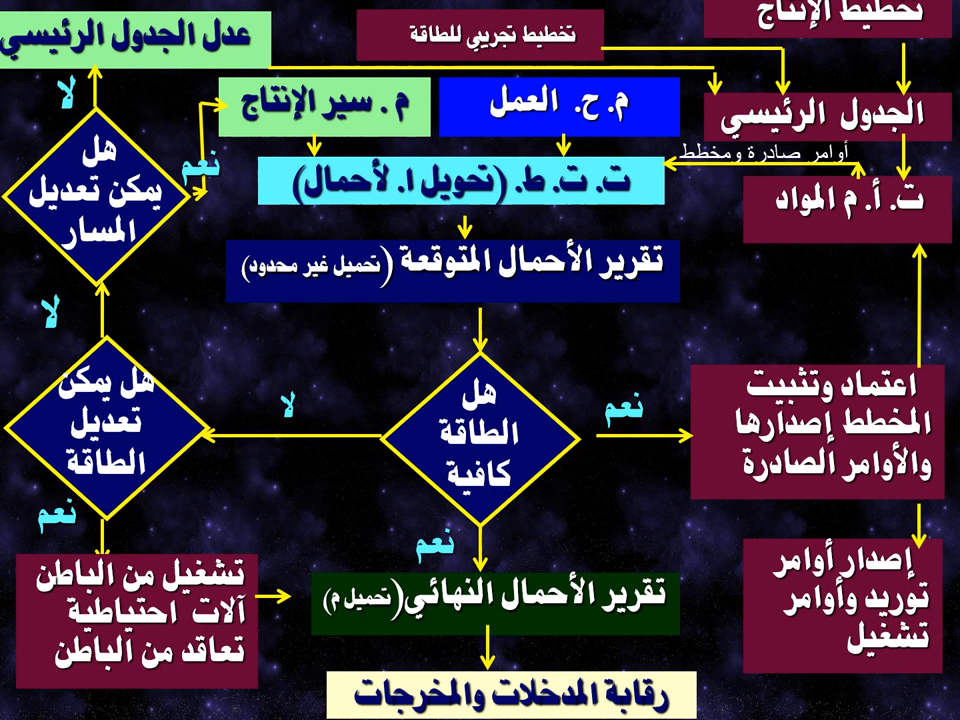 تخطيط الإنتاج
تخطيط تجريبي للطاقة
عدل الجدول الرئيسي
الجدول الرئيسي
م. ح. العمل
م . سير الإنتاج
لا
هل
يمكن تعديل
المسار
نعم
أوامر صادرة ومخطط
ت. ت. ط. (تحويل ا. لأحمال)
ت. أ. م المواد
تقرير الأحمال المتوقعة (تحميل غير محدود)
لا
هل يمكن
تعديل
الطاقة
لا
هل
الطاقة
كافية
نعم
اعتماد وتثبيت
المخطط إصدارها
والأوامر الصادرة
نعم
نعم
إصدار أوامر
توريد وأوامر
تشغيل
تقرير الأحمال النهائي(تحميل م)
تشغيل من الباطن
آلات احتياطية
تعاقد من الباطن
رقابة المدخلات والمخرجات